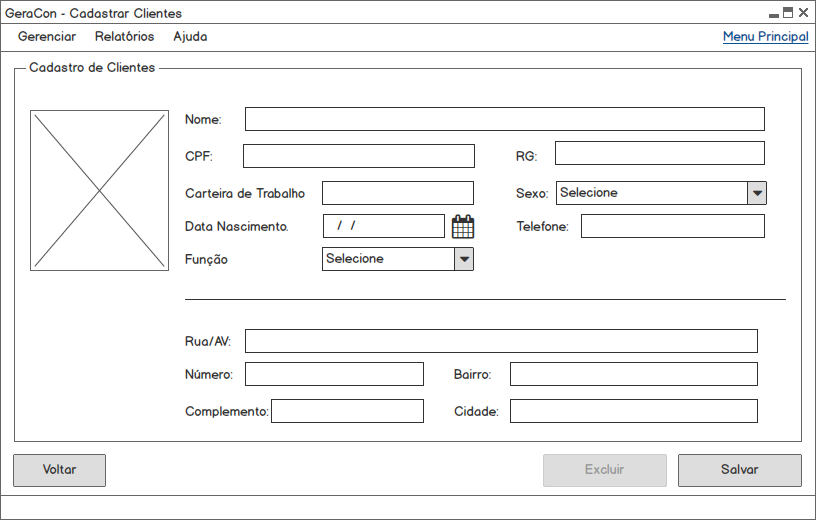 GeraCon - Cadastrar Clientes
Gerenciar Relatórios Ajuda Menu Principal
Cadastro de Clientes
Nome:
CPF: RG:
Carteira de Trabalho Sexo: Selecione
Data Nascimento. / / Telefone:
Função Selecione
Rua/AV:
Número: Bairro:
Complemento: Cidade:
Voltar Excluir Salvar